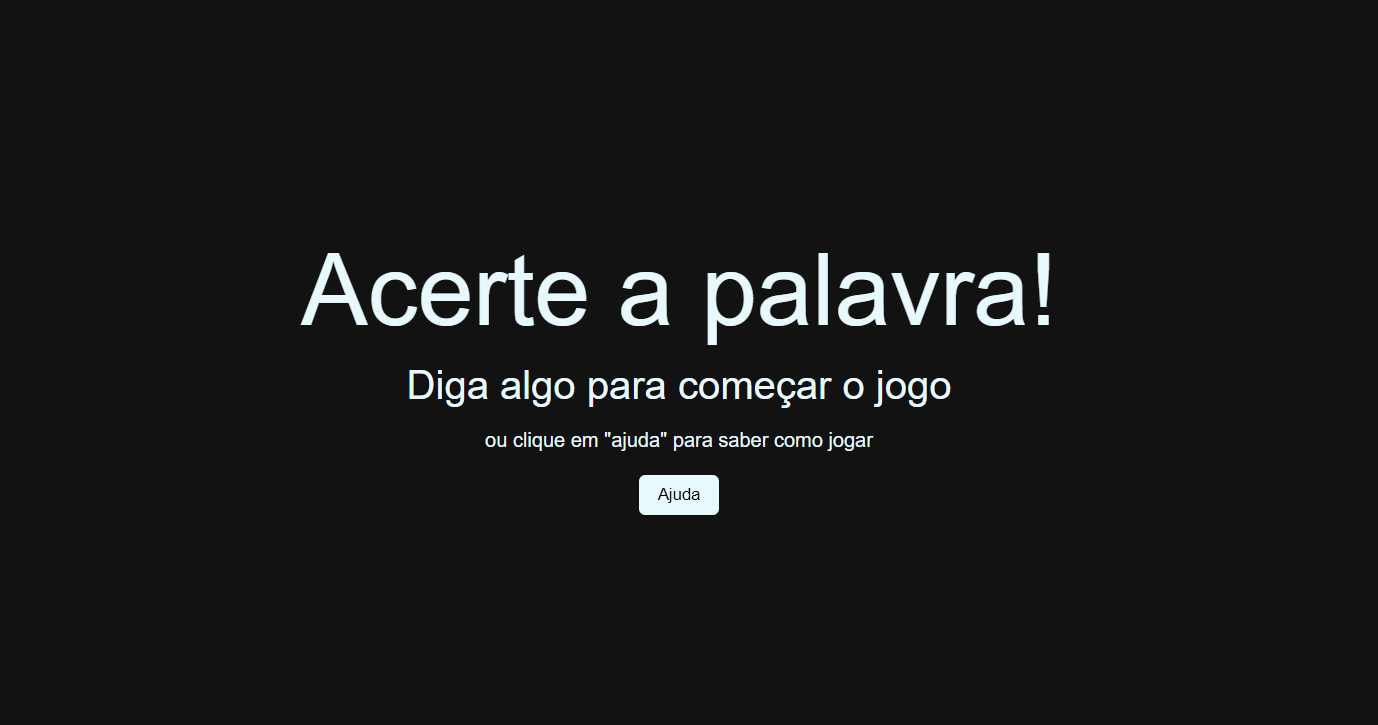 Acerte a palavra!
Diga algo para começar o jogo
ou clique em "ajuda" para saber como jogar
Ajuda